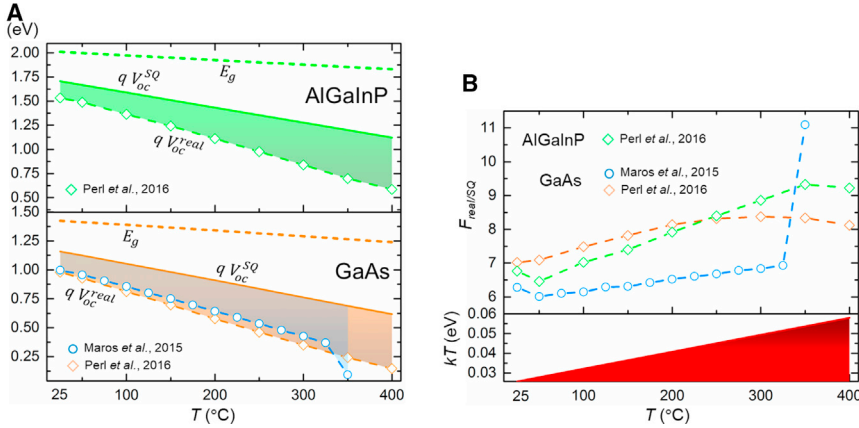 A
(eV)
2.00
1.75
1.50
1.25
1.00
0.75
0.50
E_g
q V_oc^SQ
AlGaInP
q V_oc^real
Perl et al., 2016
1.50
1.25
1.00
0.75
0.50
0.25
E_g
q V_oc^SQ
GaAs
q V_oc^real
Maros et al., 2015
Perl et al., 2016
25 100 200 300 400
T (°C)
B
11
10
9
8
7
6
F_real/SQ
AlGaInP Perl et al., 2016
GaAs Maros et al., 2015
Perl et al., 2016
0.06
0.05
0.04
0.03
kT (eV)
25 100 200 300 400
T (°C)